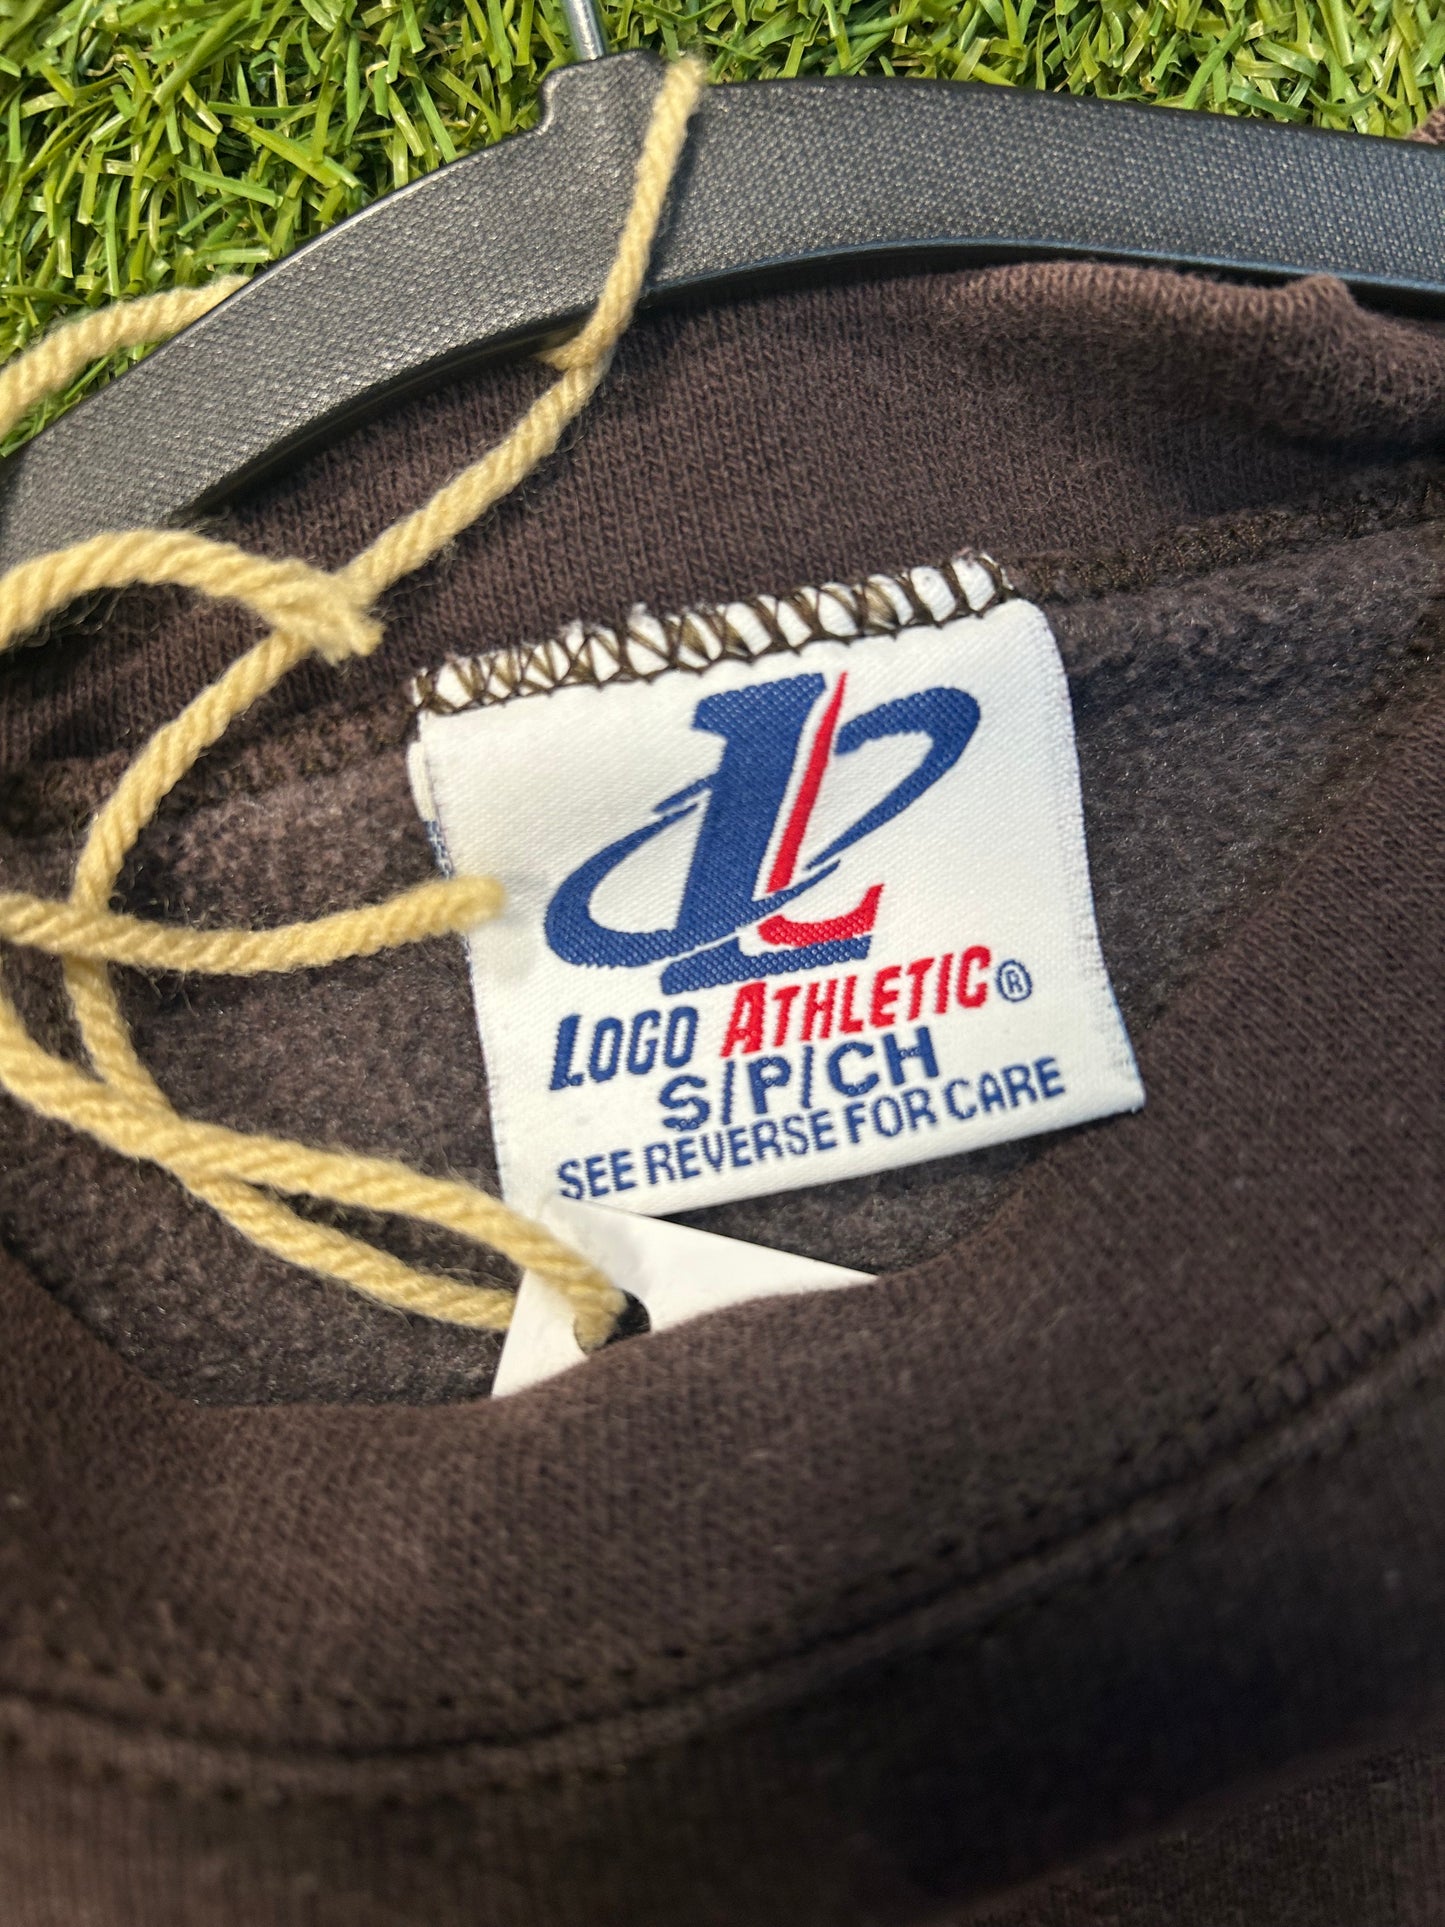 LOGO ATHLETIC®
S/P/CH
SEE REVERSE FOR CARE